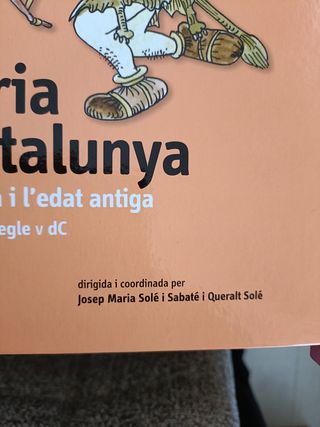 ria
talunya
i l'edat antiga
egle v dC
dirigida i coordinada per
Josep Maria Solé i Sabaté i Queralt Solé